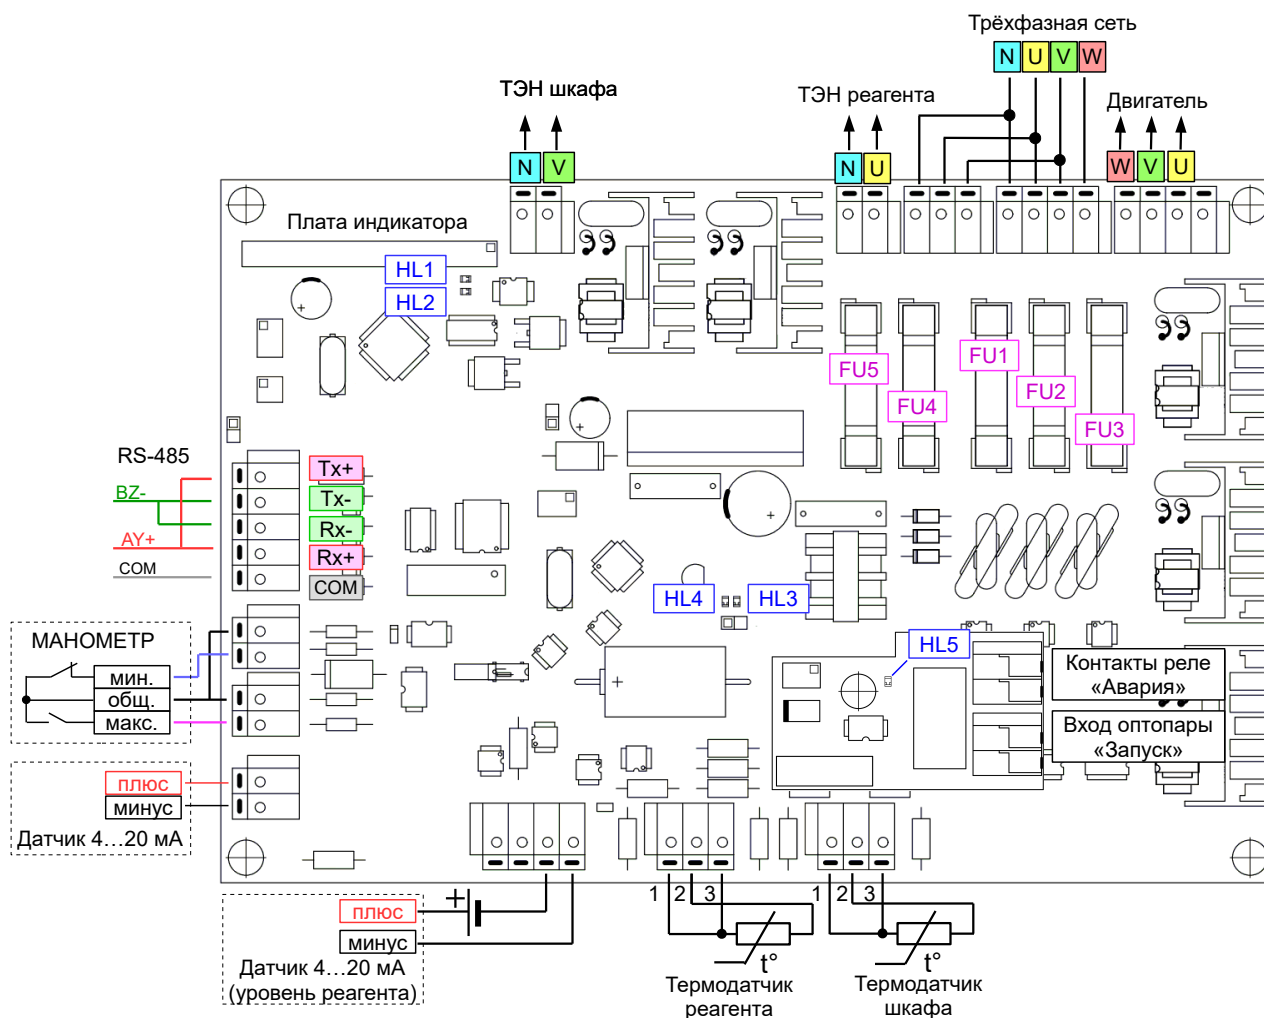 Трёхфазная сеть
N U V W
ТЭН шкафа
ТЭН реагента
Двигатель
N V
N U
W V U
Плата индикатора
HL1
HL2
FU5
FU4
FU1
FU2
FU3
RS-485
BZ-
AY+
COM
Tx+
Tx-
Rx-
Rx+
COM
HL4
HL3
HL5
МАНОМЕТР
мин.
общ.
макс.
Контакты реле
«Авария»
Вход оптопары
«Запуск»
плюс
минус
Датчик 4…20 мА
плюс
минус
Датчик 4…20 мА
(уровень реагента)
1 2 3
t°
Термодатчик
реагента
1 2 3
t°
Термодатчик
шкафа